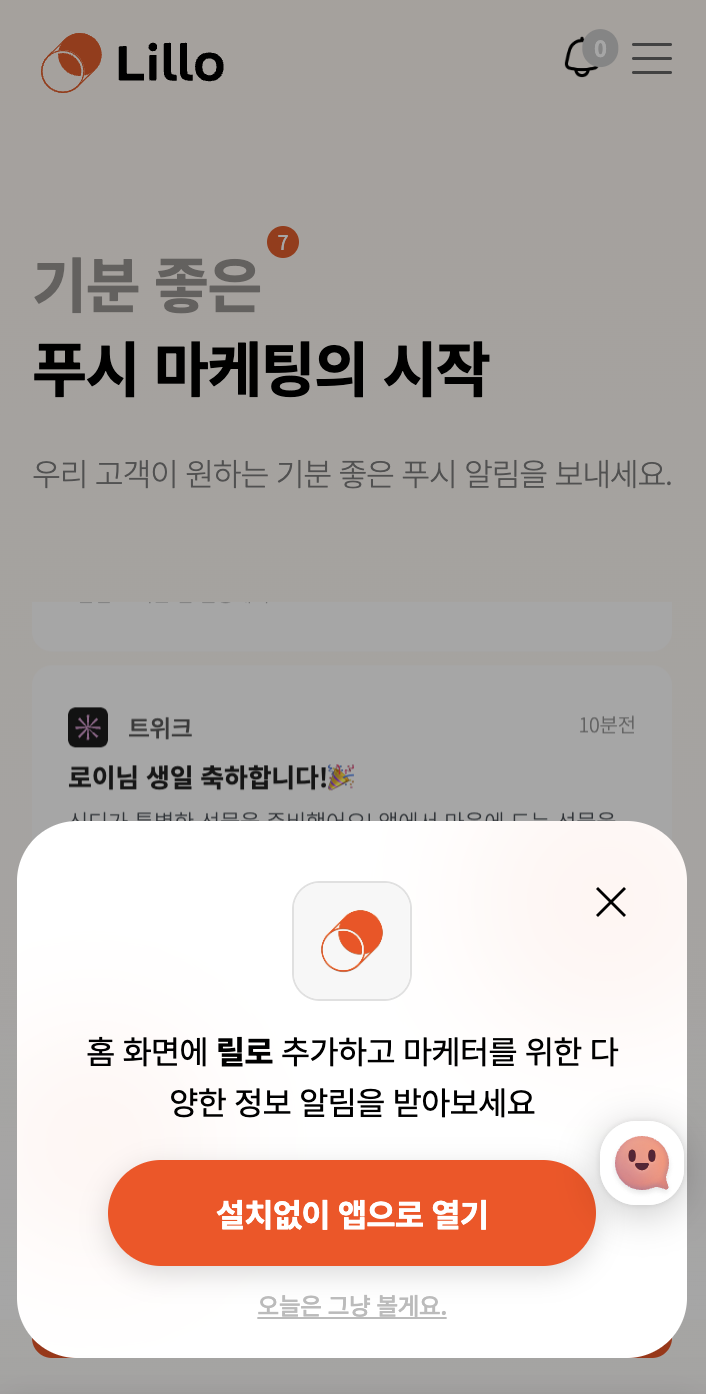 Lillo
0
7
기분 좋은
푸시 마케팅의 시작
우리 고객이 원하는 기분 좋은 푸시 알림을 보내세요.
트위크
10분전
로이님 생일 축하합니다!🎉
홈 화면에 릴로 추가하고 마케터를 위한 다
양한 정보 알림을 받아보세요
설치없이 앱으로 열기
오늘은 그냥 볼게요.